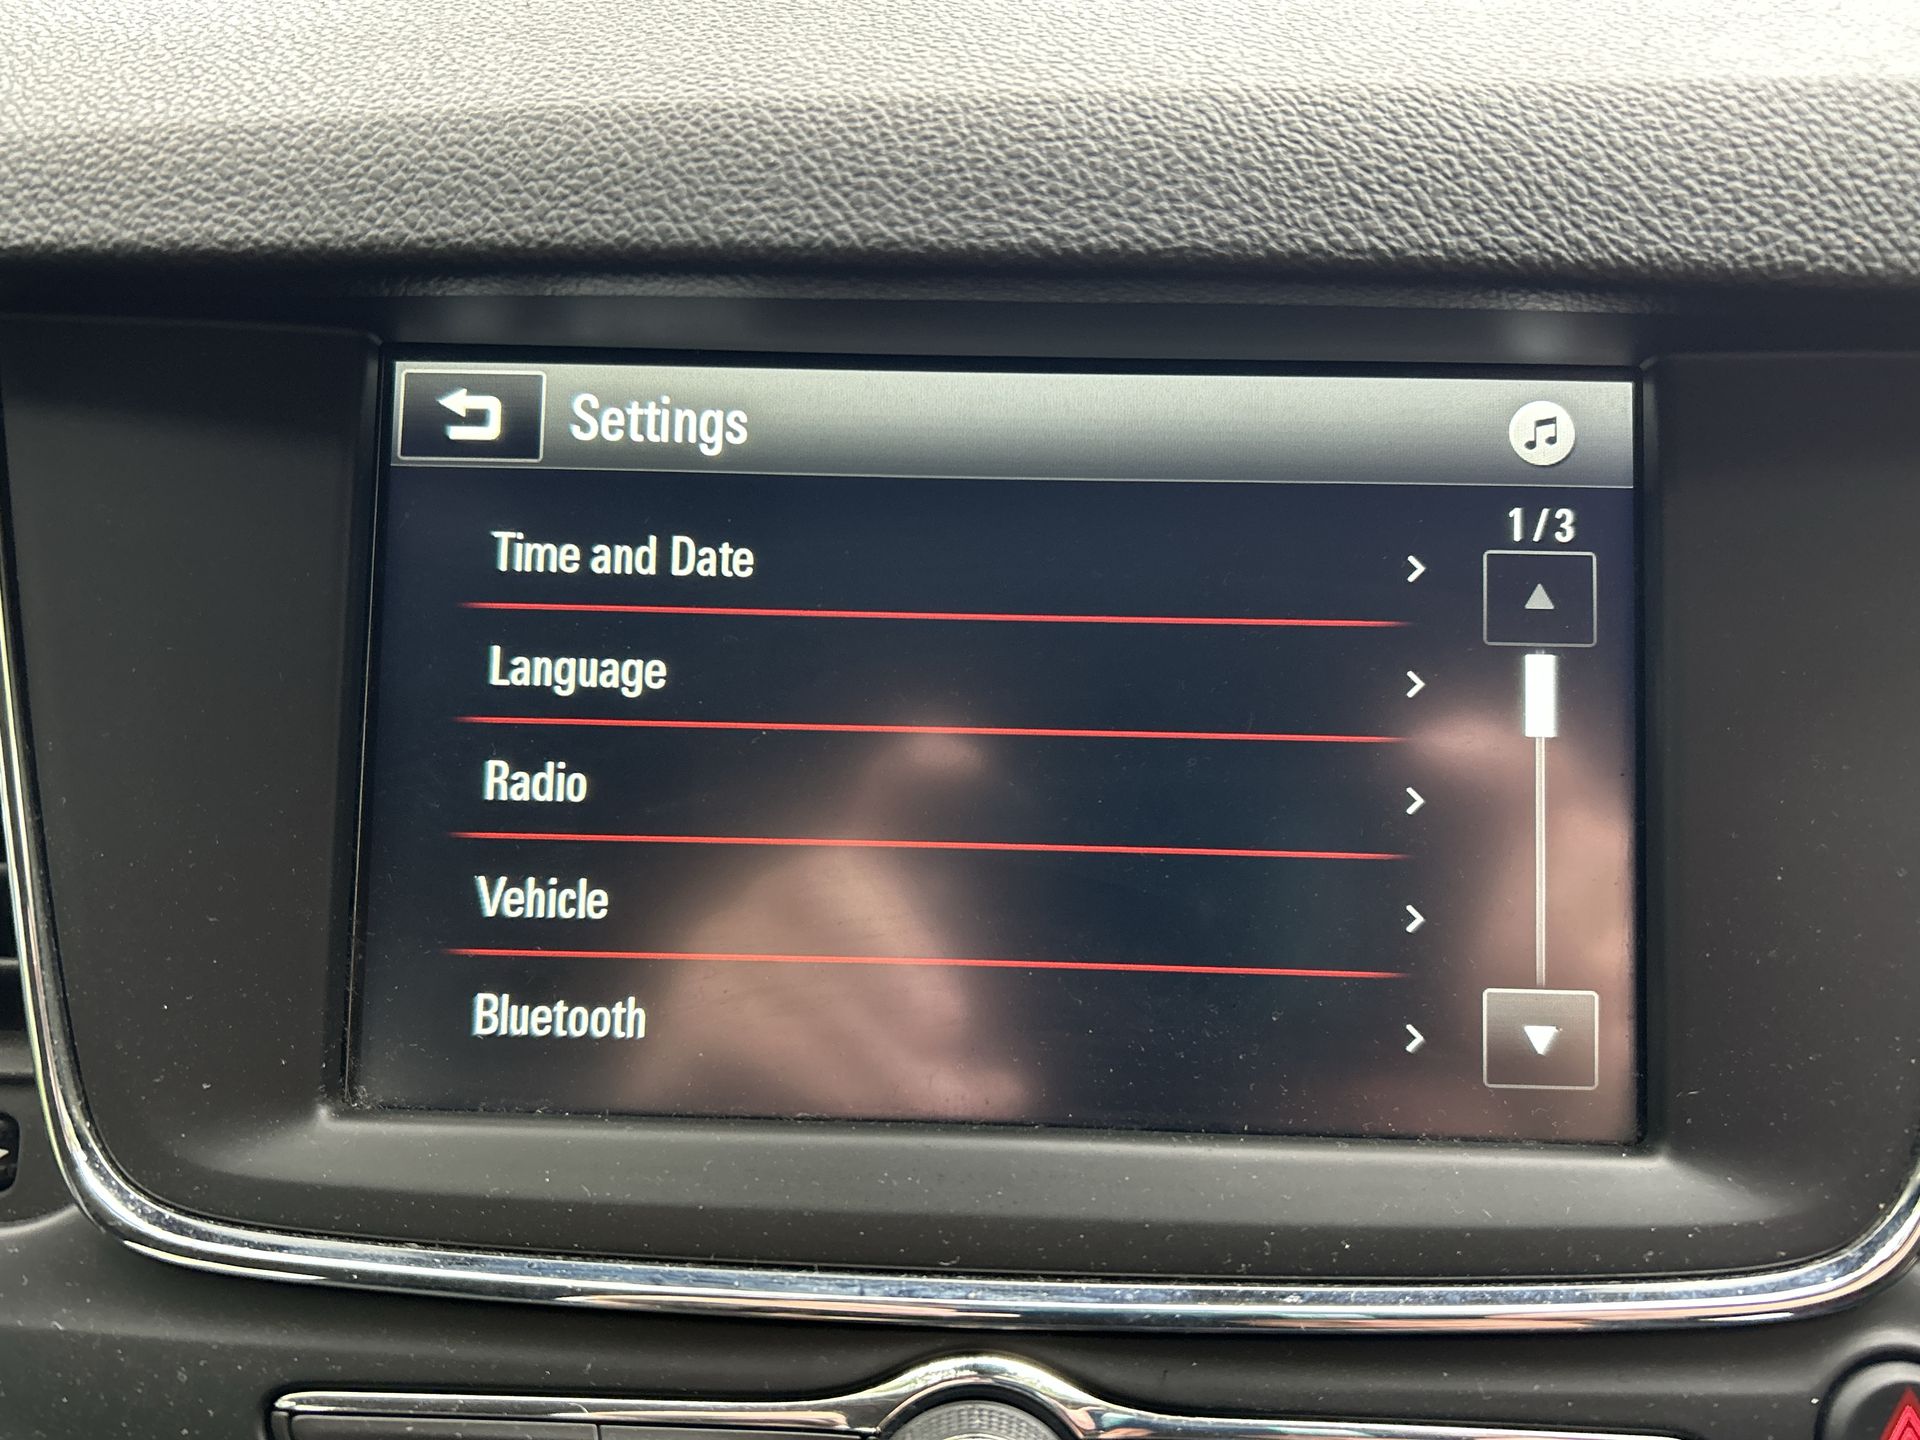 Settings
1/3
Time and Date
Language
Radio
Vehicle
Bluetooth